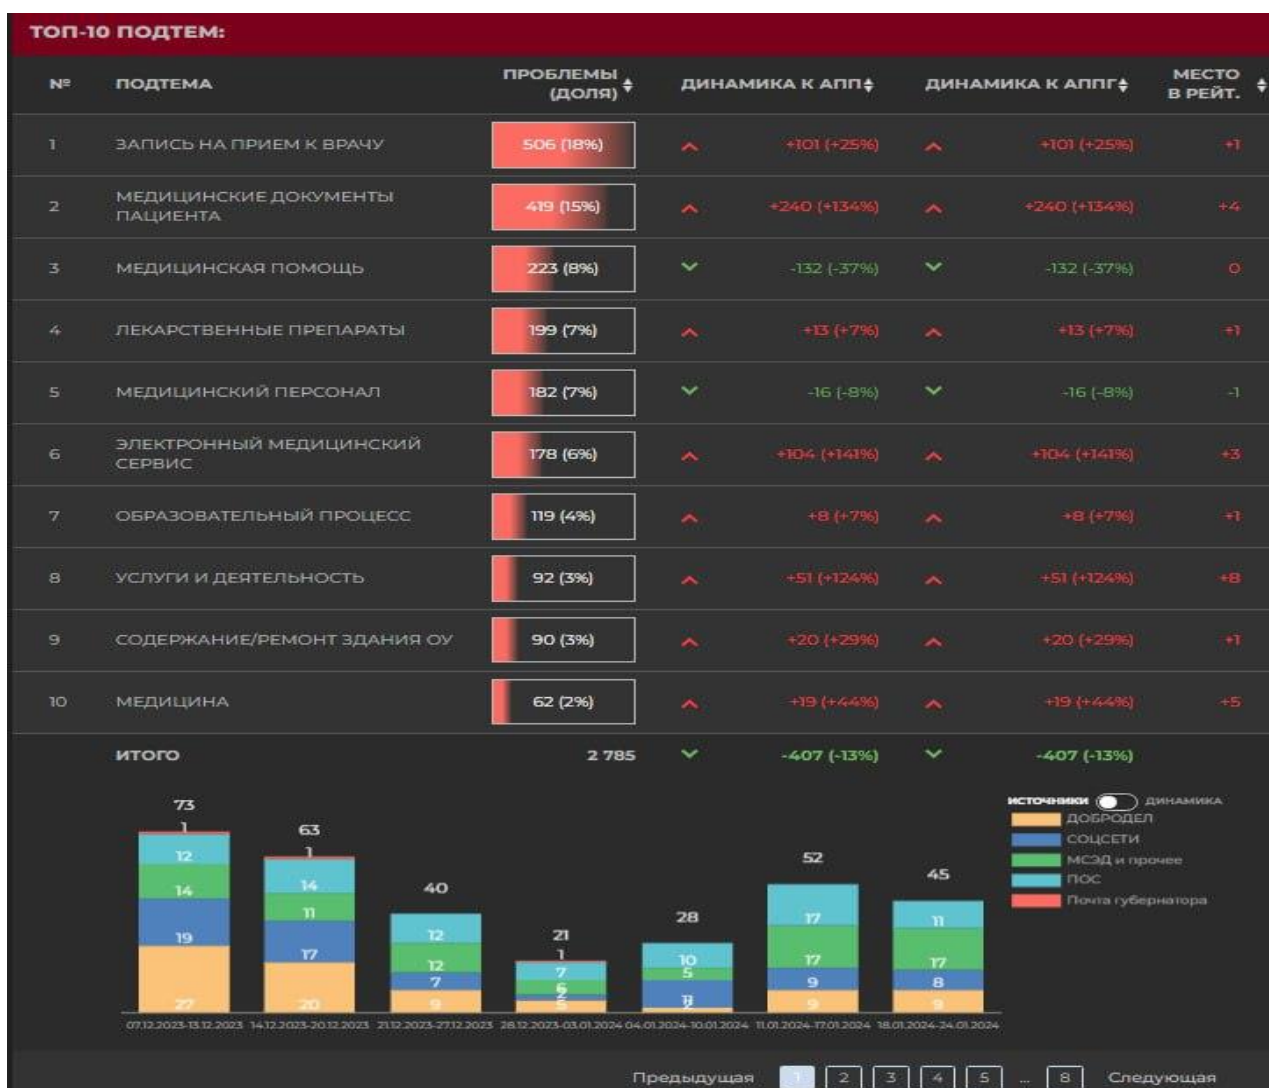 ТОП-10 ПОДТЕМ:
№ ПОДТЕМА ПРОБЛЕМЫ (ДОЛЯ) ДИНАМИКА К АПП ДИНАМИКА К АППГ МЕСТО В РЕЙТ.
1 ЗАПИСЬ НА ПРИЕМ К ВРАЧУ 506 (18%) +101 (+25%) +101 (+25%) +1
2 МЕДИЦИНСКИЕ ДОКУМЕНТЫ ПАЦИЕНТА 419 (15%) +240 (+134%) +240 (+134%) +4
3 МЕДИЦИНСКАЯ ПОМОЩЬ 223 (8%) -132 (-37%) -132 (-37%) 0
4 ЛЕКАРСТВЕННЫЕ ПРЕПАРАТЫ 199 (7%) +13 (+7%) +13 (+7%) +1
5 МЕДИЦИНСКИЙ ПЕРСОНАЛ 182 (7%) -16 (-8%) -16 (-8%) -1
6 ЭЛЕКТРОННЫЙ МЕДИЦИНСКИЙ СЕРВИС 178 (6%) +104 (+141%) +104 (+141%) +3
7 ОБРАЗОВАТЕЛЬНЫЙ ПРОЦЕСС 119 (4%) +8 (+7%) +8 (+7%) +1
8 УСЛУГИ И ДЕЯТЕЛЬНОСТЬ 92 (3%) +51 (+124%) +51 (+124%) +8
9 СОДЕРЖАНИЕ/РЕМОНТ ЗДАНИЯ ОУ 90 (3%) +20 (+29%) +20 (+29%) +1
10 МЕДИЦИНА 62 (2%) +19 (+44%) +19 (+44%) +5
ИТОГО 2 785 -407 (-13%) -407 (-13%)
ИСТОЧНИКИ ДИНАМИКА
ДОБРОДЕЛ
СОЦСЕТИ
МСЭД и прочее
ПОС
Почта губернатора
73
1
12
14
19
27
63
1
14
11
17
20
40
12
12
7
9
21
1
7
6
2
5
28
10
5
2
52
17
17
9
9
45
11
17
8
9
07.12.2023-13.12.2023 14.12.2023-20.12.2023 21.12.2023-27.12.2023 28.12.2023-03.01.2024 04.01.2024-10.01.2024 11.01.2024-17.01.2024 18.01.2024-24.01.2024
Предыдущая 1 2 3 4 5 ... 8 Следующая